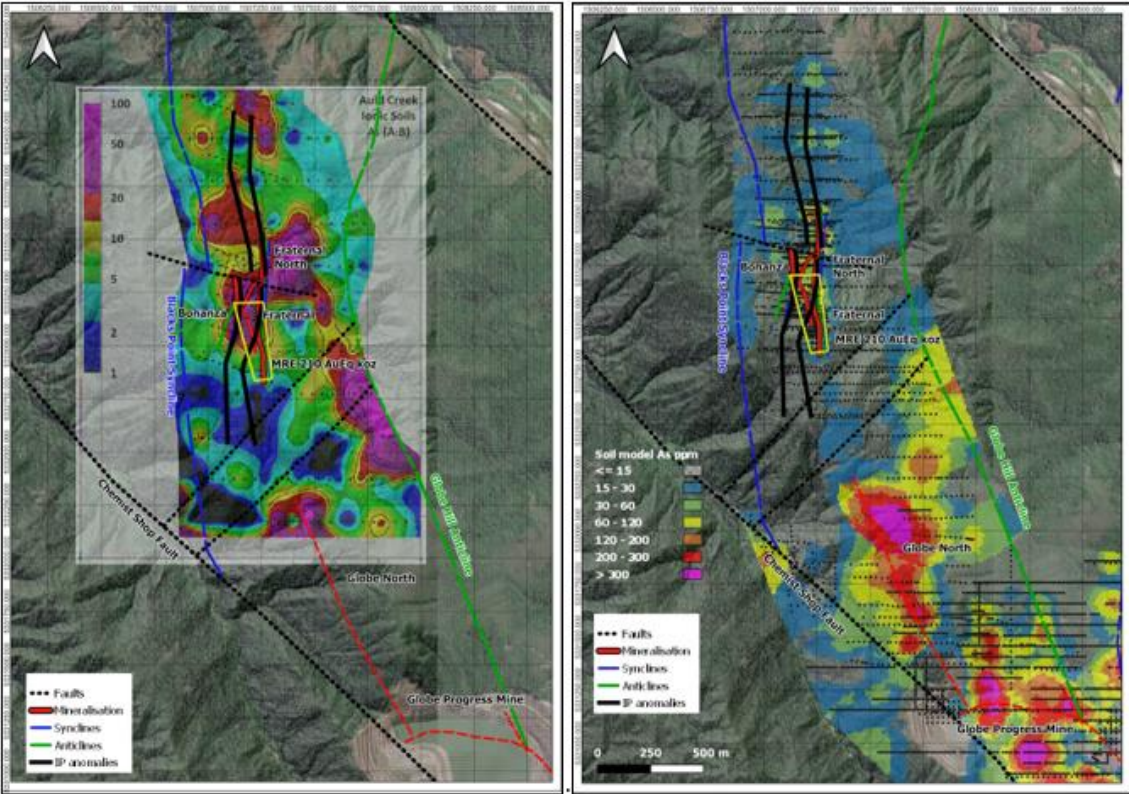 100
50
20
10
5
2
1
Auld Creek
Ionic Soils
As (A:B)
Fraternal
North
Bonanza
Fraternal
MRE 210 AuEq koz
Blacks Point Syncline
Chemist Shop Fault
Globe Hill Anticline
Globe North
Globe Progress Mine
Faults
Mineralisation
Synclines
Anticlines
IP anomalies
Bonanza
Fraternal
North
Fraternal
MRE 210 AuEq koz
Blacks Point Syncline
Globe Hill Anticline
Soil model As ppm
<= 15
15 - 30
30 - 60
60 - 120
120 - 200
200 - 300
> 300
Globe North
Chemist Shop Fault
Globe Progress Mine
Faults
Mineralisation
Synclines
Anticlines
IP anomalies
0 250 500 m